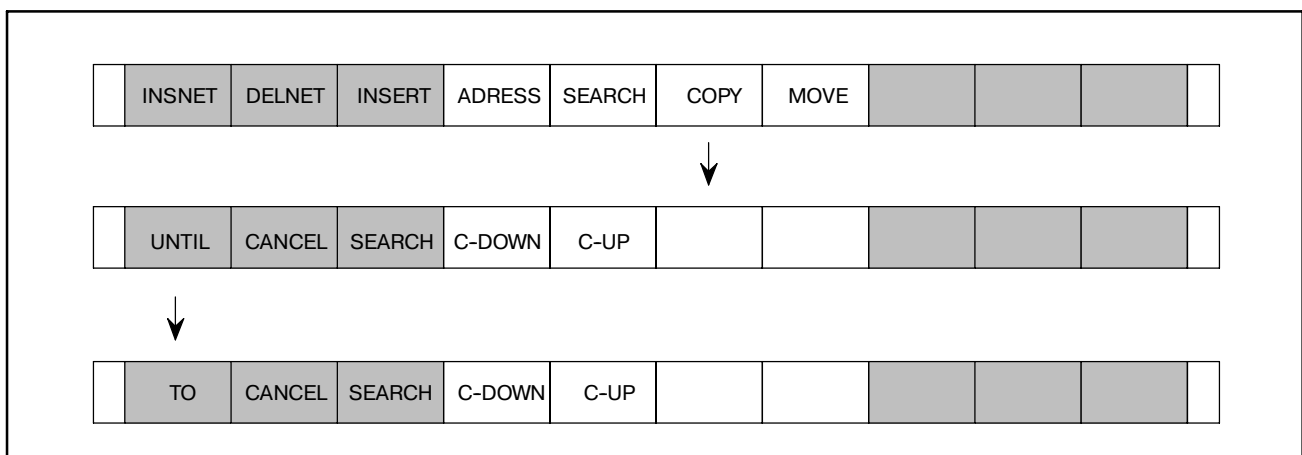 INSNET DELNET INSERT ADRESS SEARCH COPY MOVE
UNTIL CANCEL SEARCH C-DOWN C-UP
TO CANCEL SEARCH C-DOWN C-UP